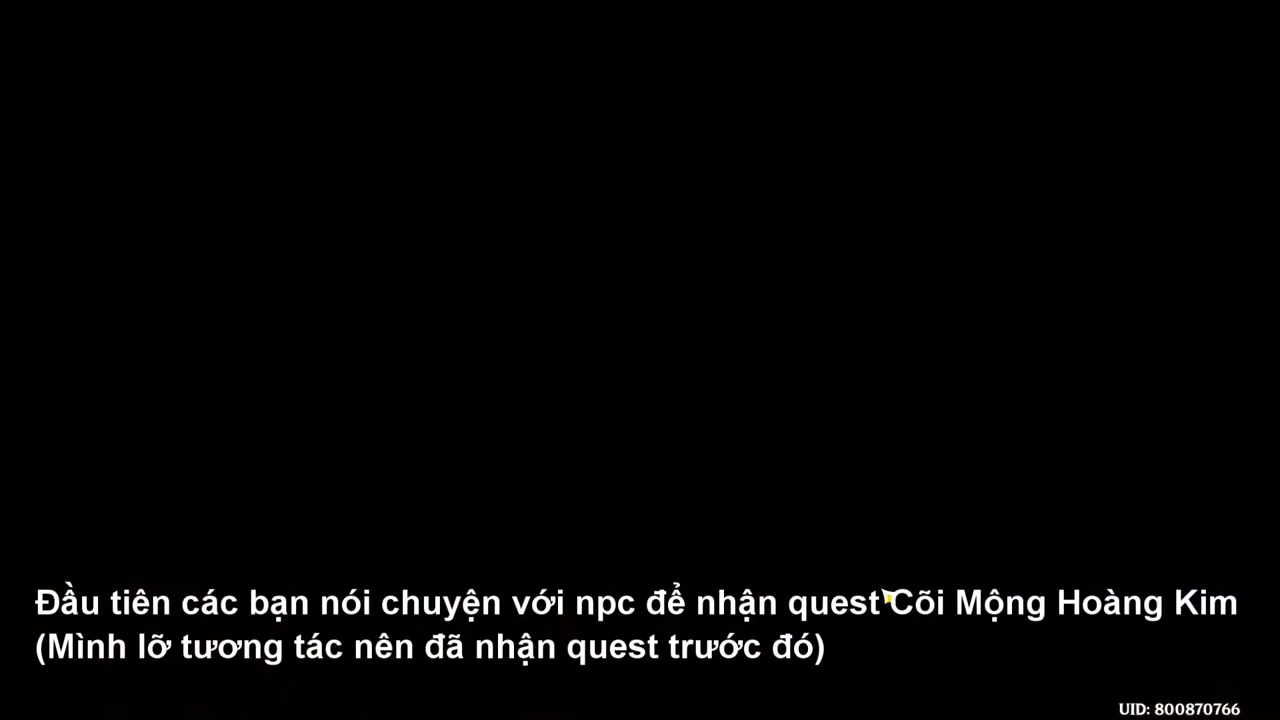 Đầu tiên các bạn nói chuyện với npc để nhận quest Cõi Mộng Hoàng Kim
(Mình lỡ tương tác nên đã nhận quest trước đó)
UID: 800870766